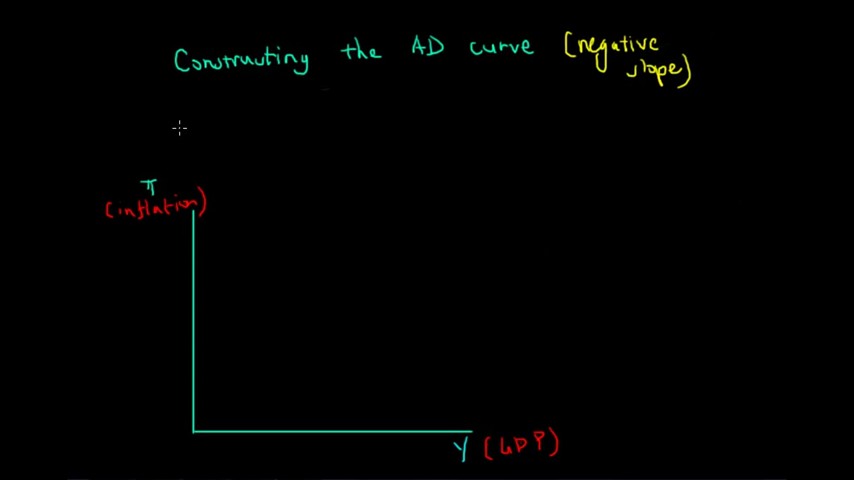 Constructing the AD curve (negative
slope)
π
(inflation)
Y (GDP)